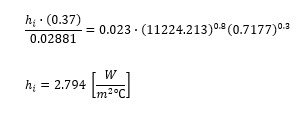 hᵢ · (0.37) / 0.02881 = 0.023 · (11224.213)^0.8 (0.7177)^0.3
hᵢ = 2.794 [W / m²°C]